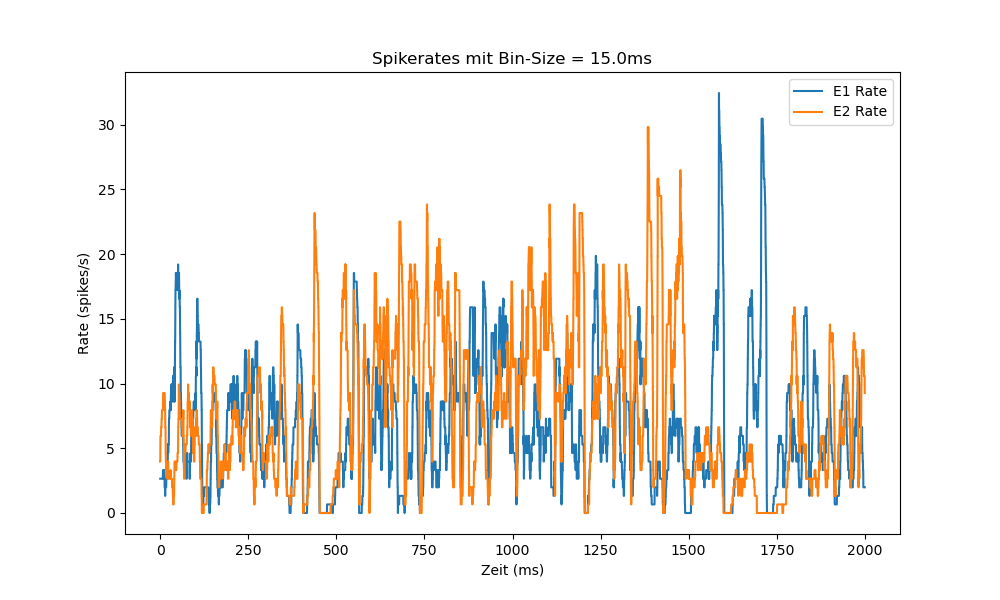 Spikerates mit Bin-Size = 15.0ms
E1 Rate
E2 Rate
Rate (spikes/s)
30
25
20
15
10
5
0
0 250 500 750 1000 1250 1500 1750 2000
Zeit (ms)